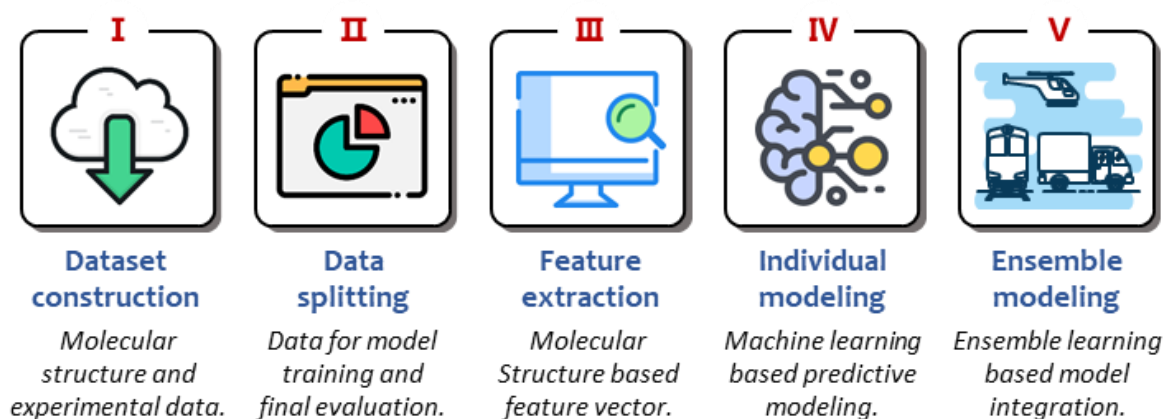 I
II
III
IV
V
Dataset
construction
Data
splitting
Feature
extraction
Individual
modeling
Ensemble
modeling
Molecular
structure and
experimental data.
Data for model
training and
final evaluation.
Molecular
Structure based
feature vector.
Machine learning
based predictive
modeling.
Ensemble learning
based model
integration.